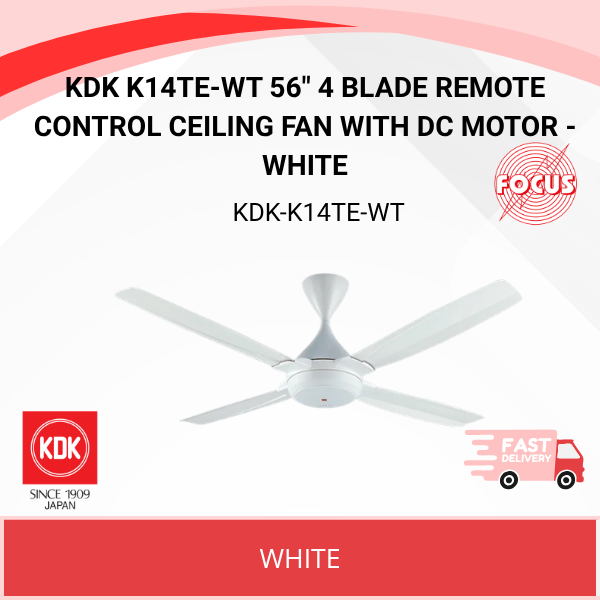 KDK K14TE-WT 56" 4 BLADE REMOTE
CONTROL CEILING FAN WITH DC MOTOR -
WHITE
FOCUS
KDK-K14TE-WT
KDK
SINCE 1909
JAPAN
FAST
DELIVERY
WHITE